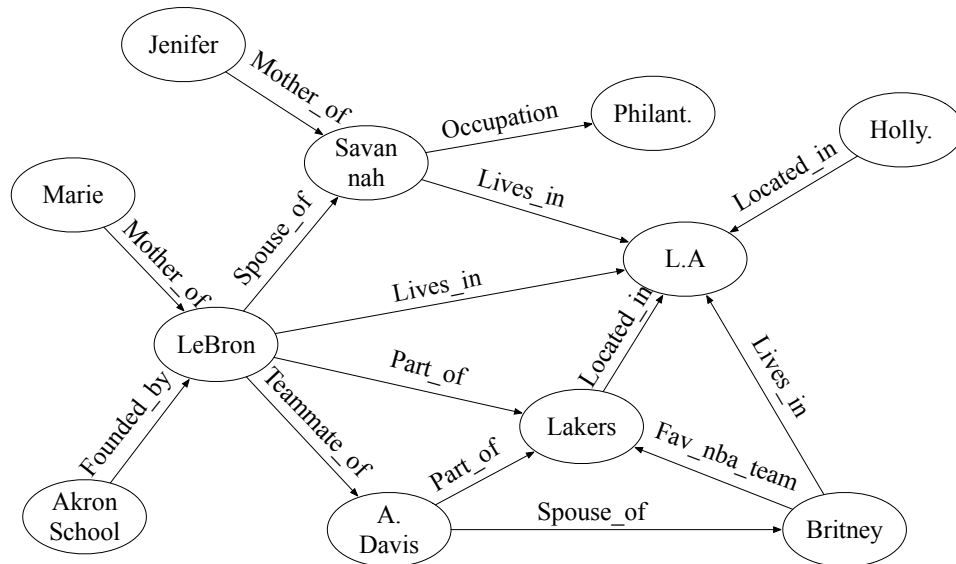 Jenifer
Mother_of
Occupation
Philant.
Holly.
Savan
nah
Located_in
Marie
Lives_in
Mother_of
Spouse_of
L.A
Lives_in
LeBron
Located_in
Lives_in
Part_of
Founded_by
Teammate_of
Lakers
Fav_nba_team
Part_of
Akron
School
A.
Davis
Spouse_of
Britney